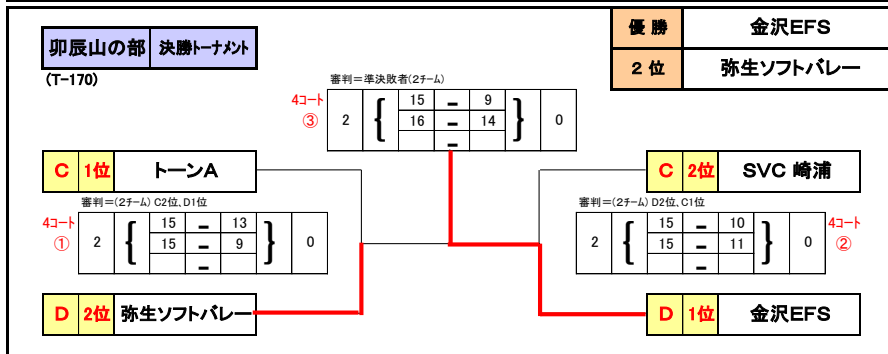 優 勝 金沢EFS
2 位 弥生ソフトバレー
卯辰山の部 決勝トーナメント
(T-170)
審判＝準決敗者(2チーム)
4コート
③
2 { 15 - 9 } 0
16 - 14
-
C 1位 トーンA
C 2位 SVC 崎浦
審判＝(2チーム) C2位、D1位
4コート
①
2 { 15 - 13 } 0
15 - 9
-
審判＝(2チーム) D2位、C1位
4コート
②
2 { 15 - 10 } 0
15 - 11
-
D 2位 弥生ソフトバレー
D 1位 金沢EFS